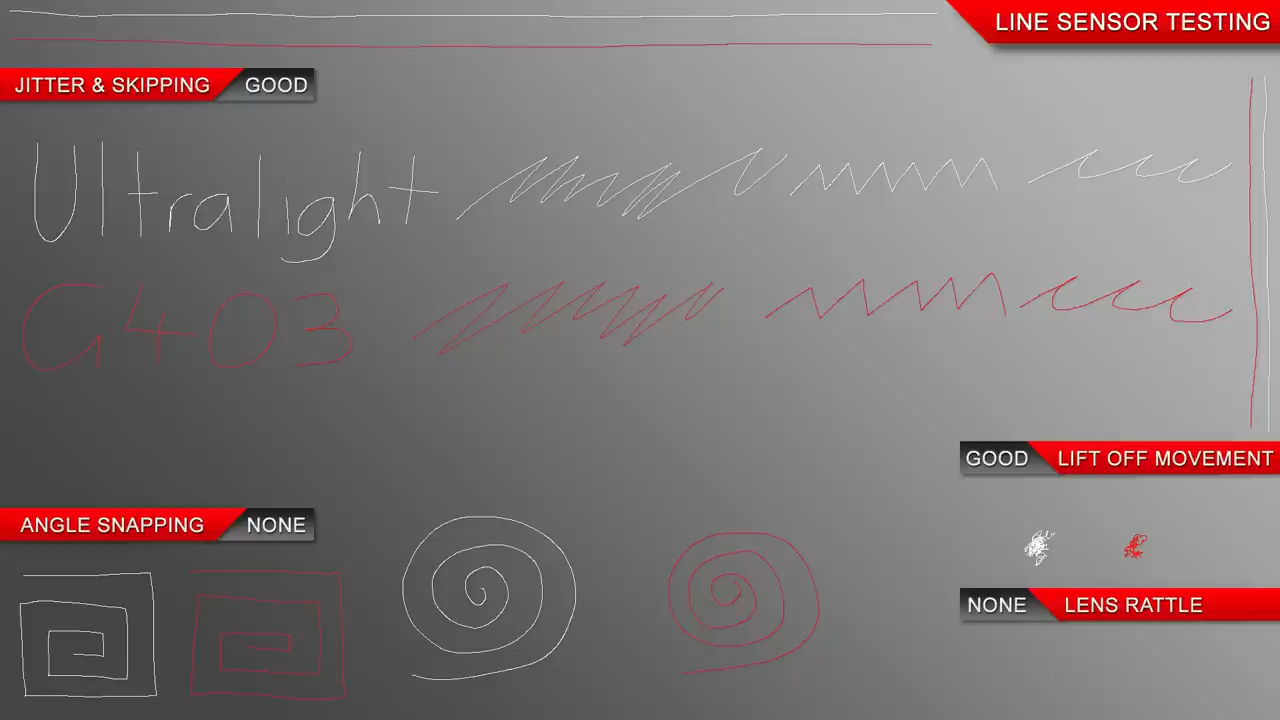 LINE SENSOR TESTING
JITTER & SKIPPING GOOD
Ultralight
G403
GOOD LIFT OFF MOVEMENT
ANGLE SNAPPING NONE
NONE LENS RATTLE